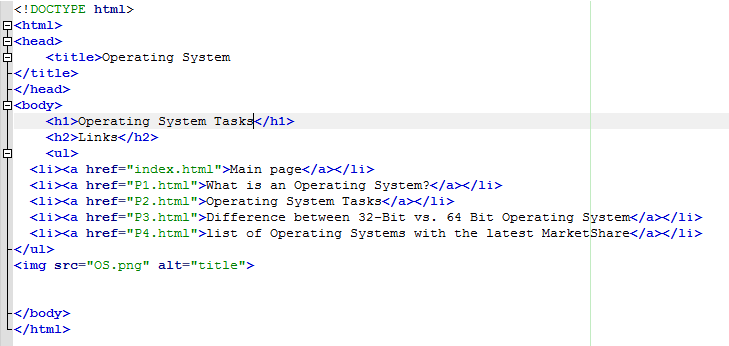 <!DOCTYPE html>
<html>
<head>
    <title>Operating System
</title>
</head>
<body>
    <h1>Operating System Tasks</h1>
    <h2>Links</h2>
    <ul>
  <li><a href="index.html">Main page</a></li>
  <li><a href="P1.html">What is an Operating System?</a></li>
  <li><a href="P2.html">Operating System Tasks</a></li>
  <li><a href="P3.html">Difference between 32-Bit vs. 64 Bit Operating System</a></li>
  <li><a href="P4.html">list of Operating Systems with the latest MarketShare</a></li>
</ul>
<img src="OS.png" alt="title">
</body>
</html>